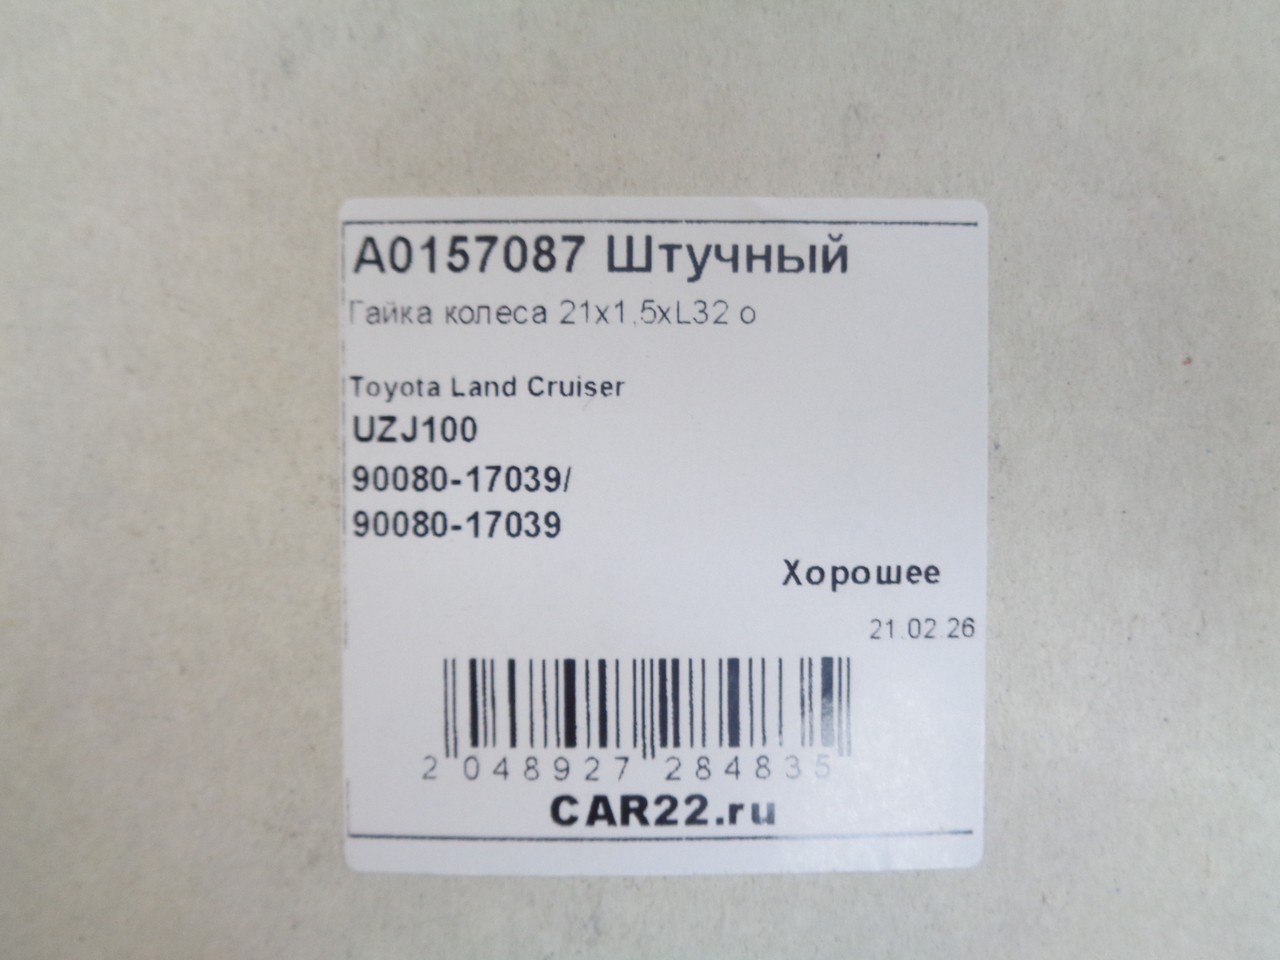 A0157087 Штучный
Гайка колеса 21x1,5xL32 о
Toyota Land Cruiser
UZJ100
90080-17039/
90080-17039
Хорошее
21.02.26
2 048927 284835
CAR22.ru